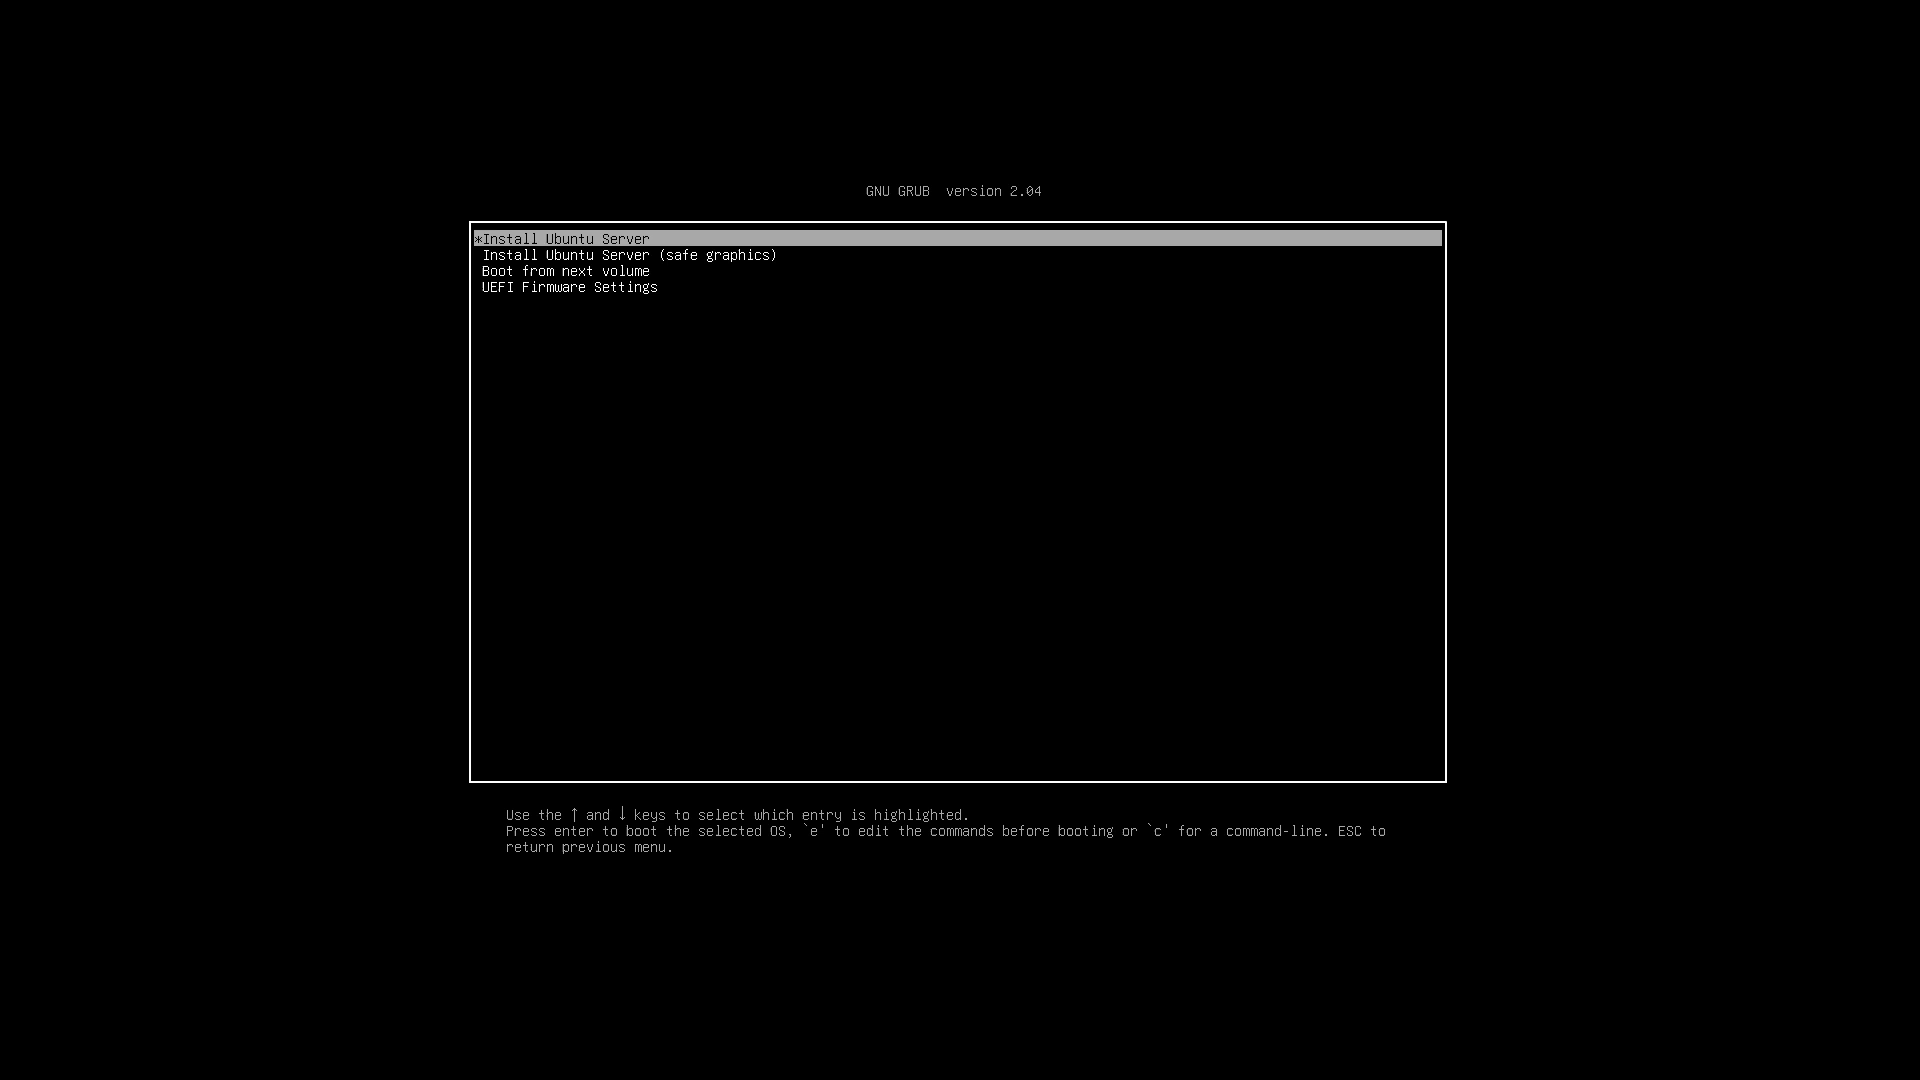 GNU GRUB  version 2.04
*Install Ubuntu Server
Install Ubuntu Server (safe graphics)
Boot from next volume
UEFI Firmware Settings
Use the ↑ and ↓ keys to select which entry is highlighted.
Press enter to boot the selected OS, `e' to edit the commands before booting or `c' for a command-line. ESC to
return previous menu.